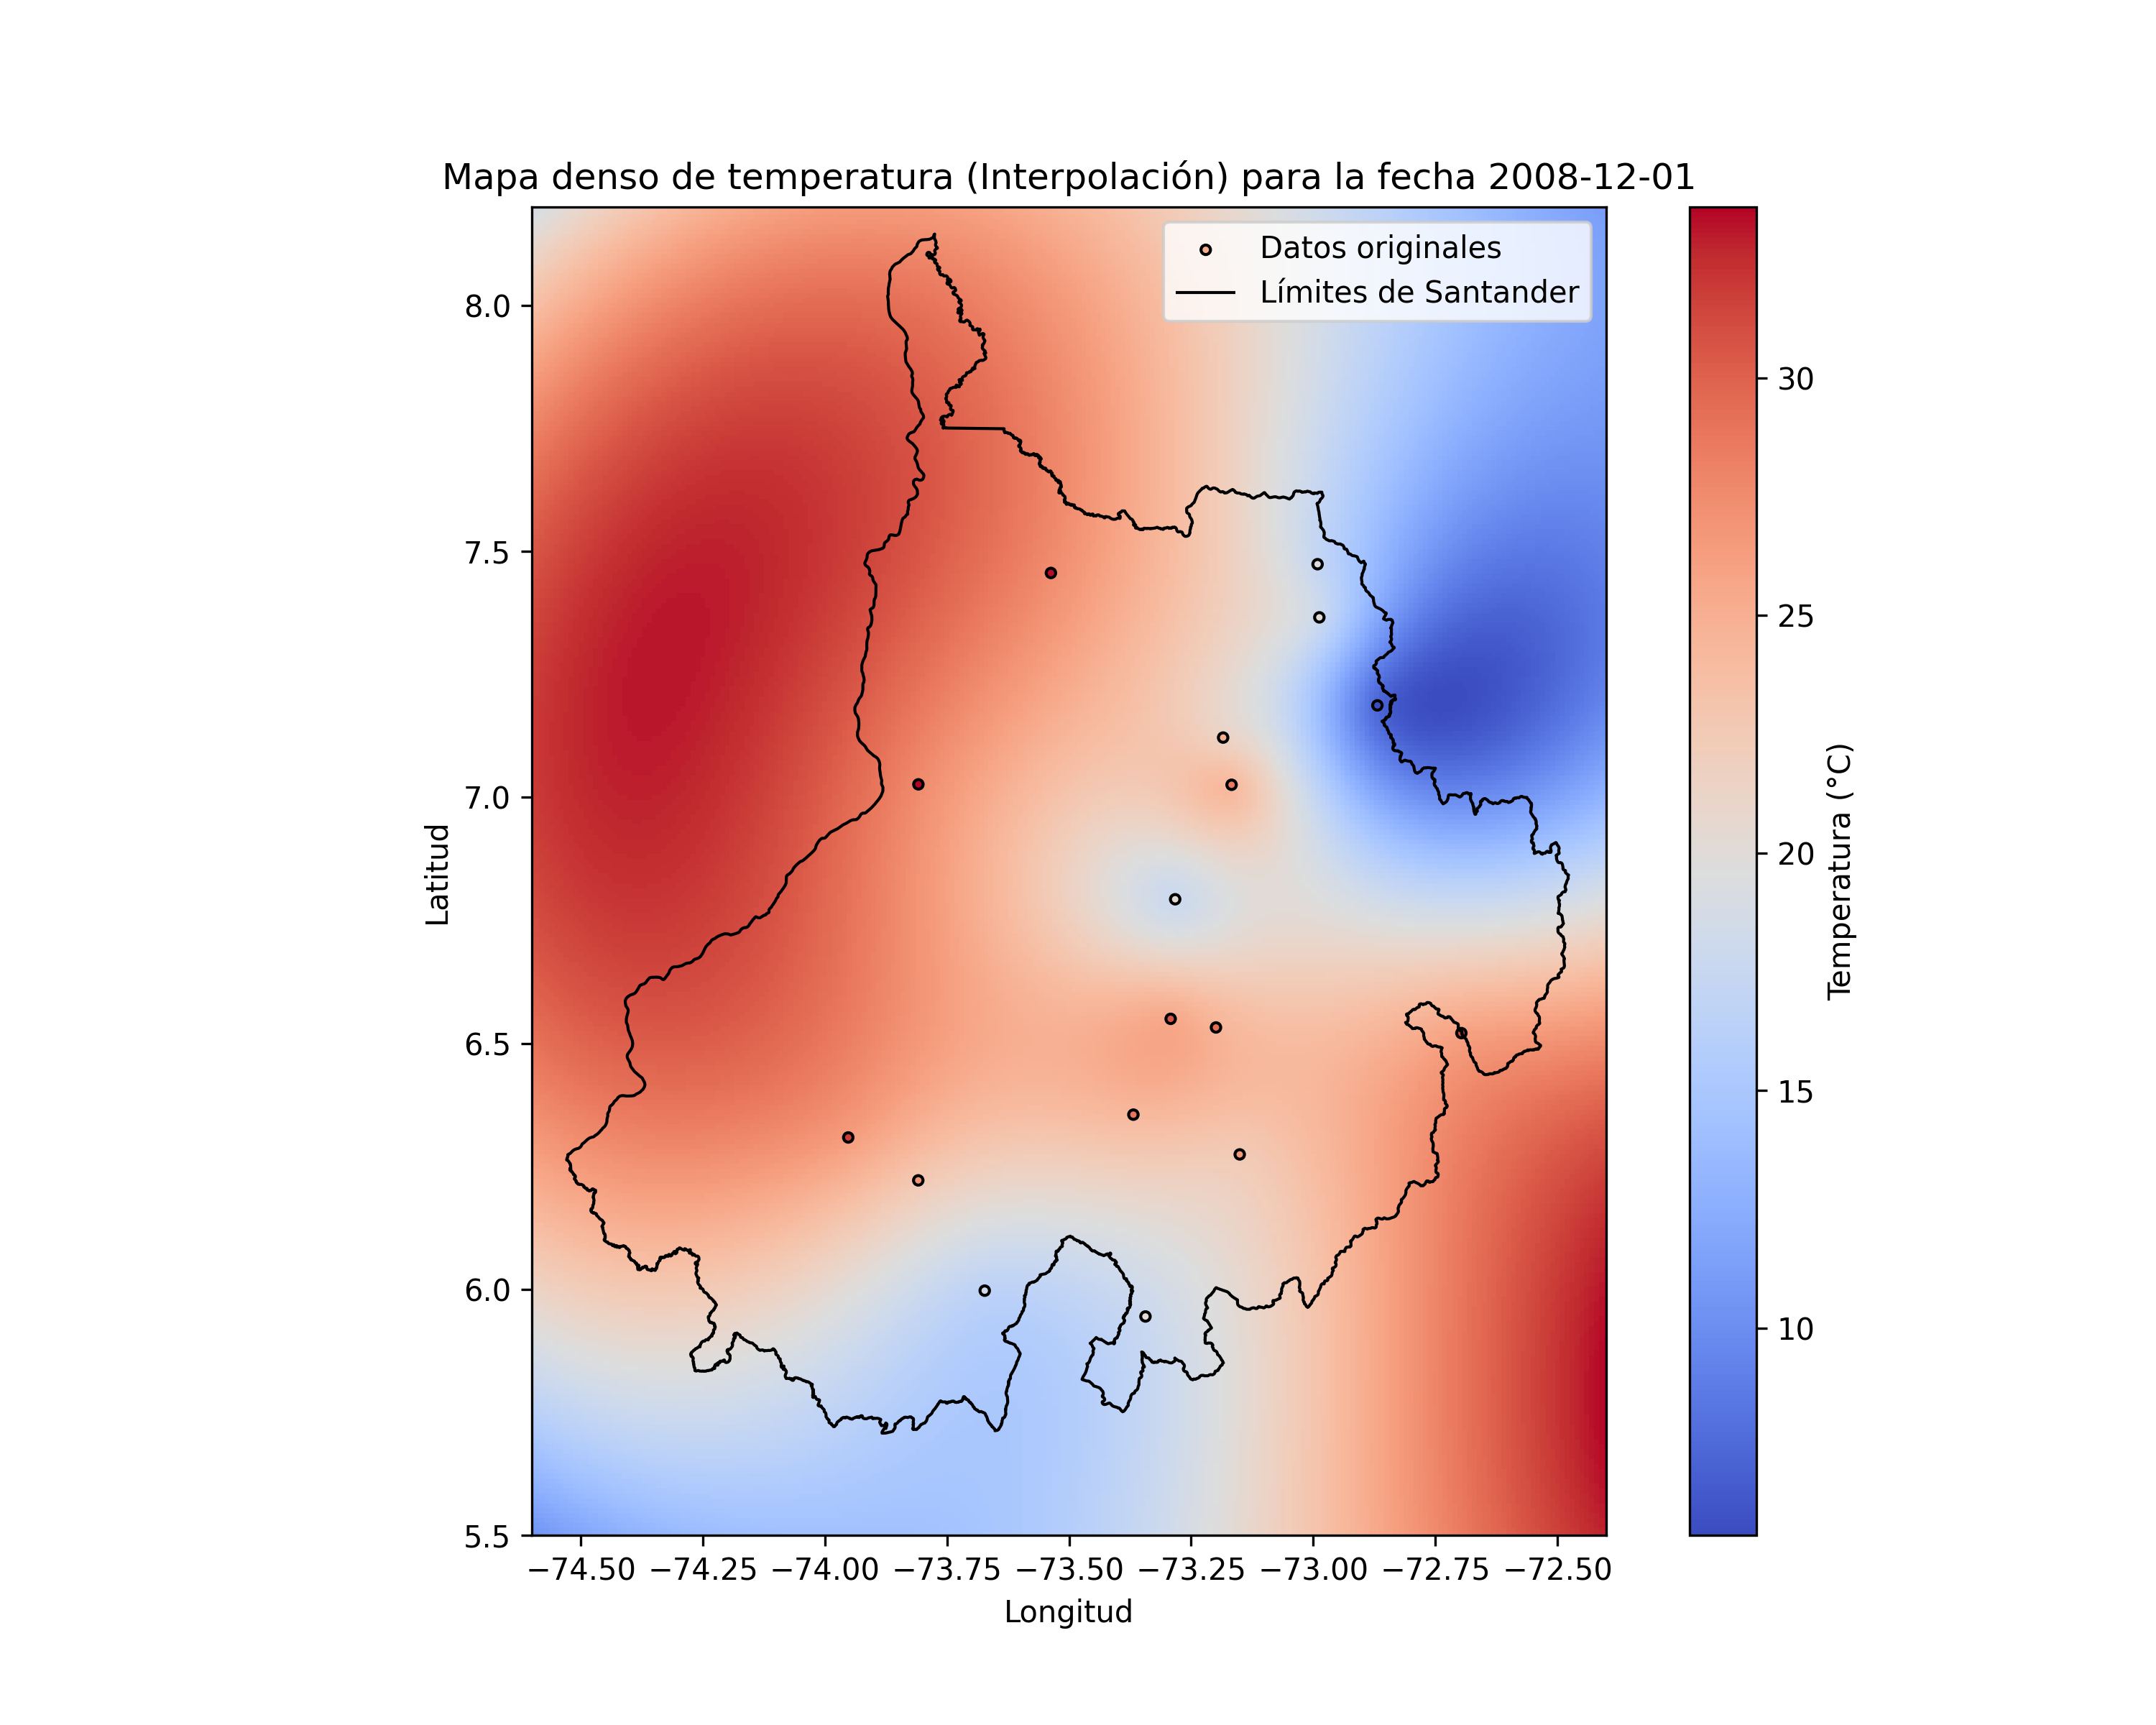 Mapa denso de temperatura (Interpolación) para la fecha 2008-12-01
Datos originales
Límites de Santander
8.0
7.5
7.0
6.5
6.0
5.5
Latitud
−74.50 −74.25 −74.00 −73.75 −73.50 −73.25 −73.00 −72.75 −72.50
Longitud
30
25
20
15
10
Temperatura (°C)